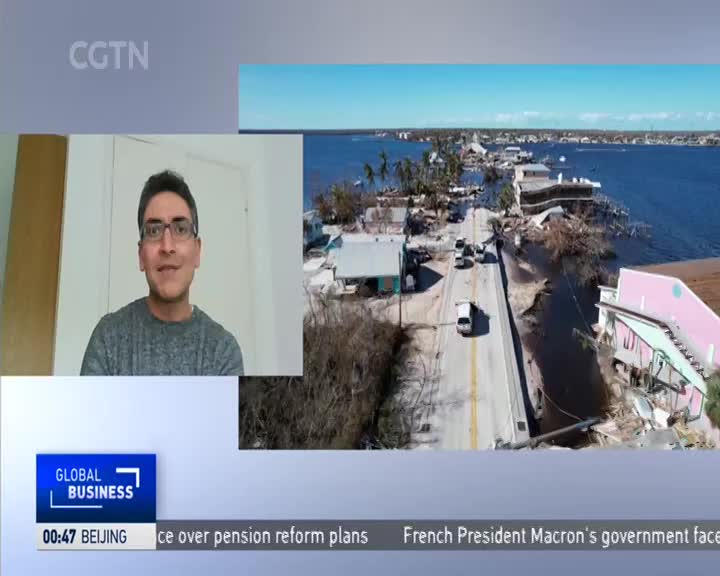 CGTN
GLOBAL
BUSINESS
00:47 BEIJING
ce over pension reform plans French President Macron's government face